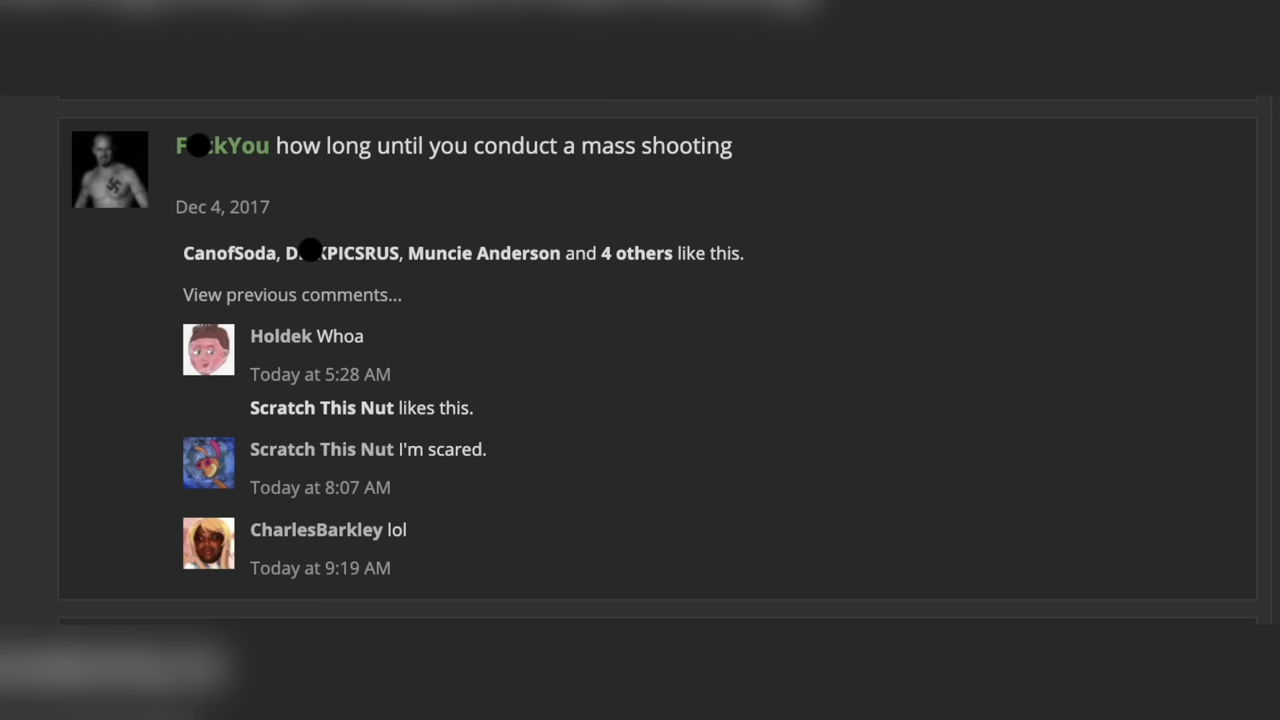 FckYou how long until you conduct a mass shooting
Dec 4, 2017
CanofSoda, D PICSRUS, Muncie Anderson and 4 others like this.
View previous comments...
Holdek Whoa
Today at 5:28 AM
Scratch This Nut likes this.
Scratch This Nut I'm scared.
Today at 8:07 AM
CharlesBarkley lol
Today at 9:19 AM